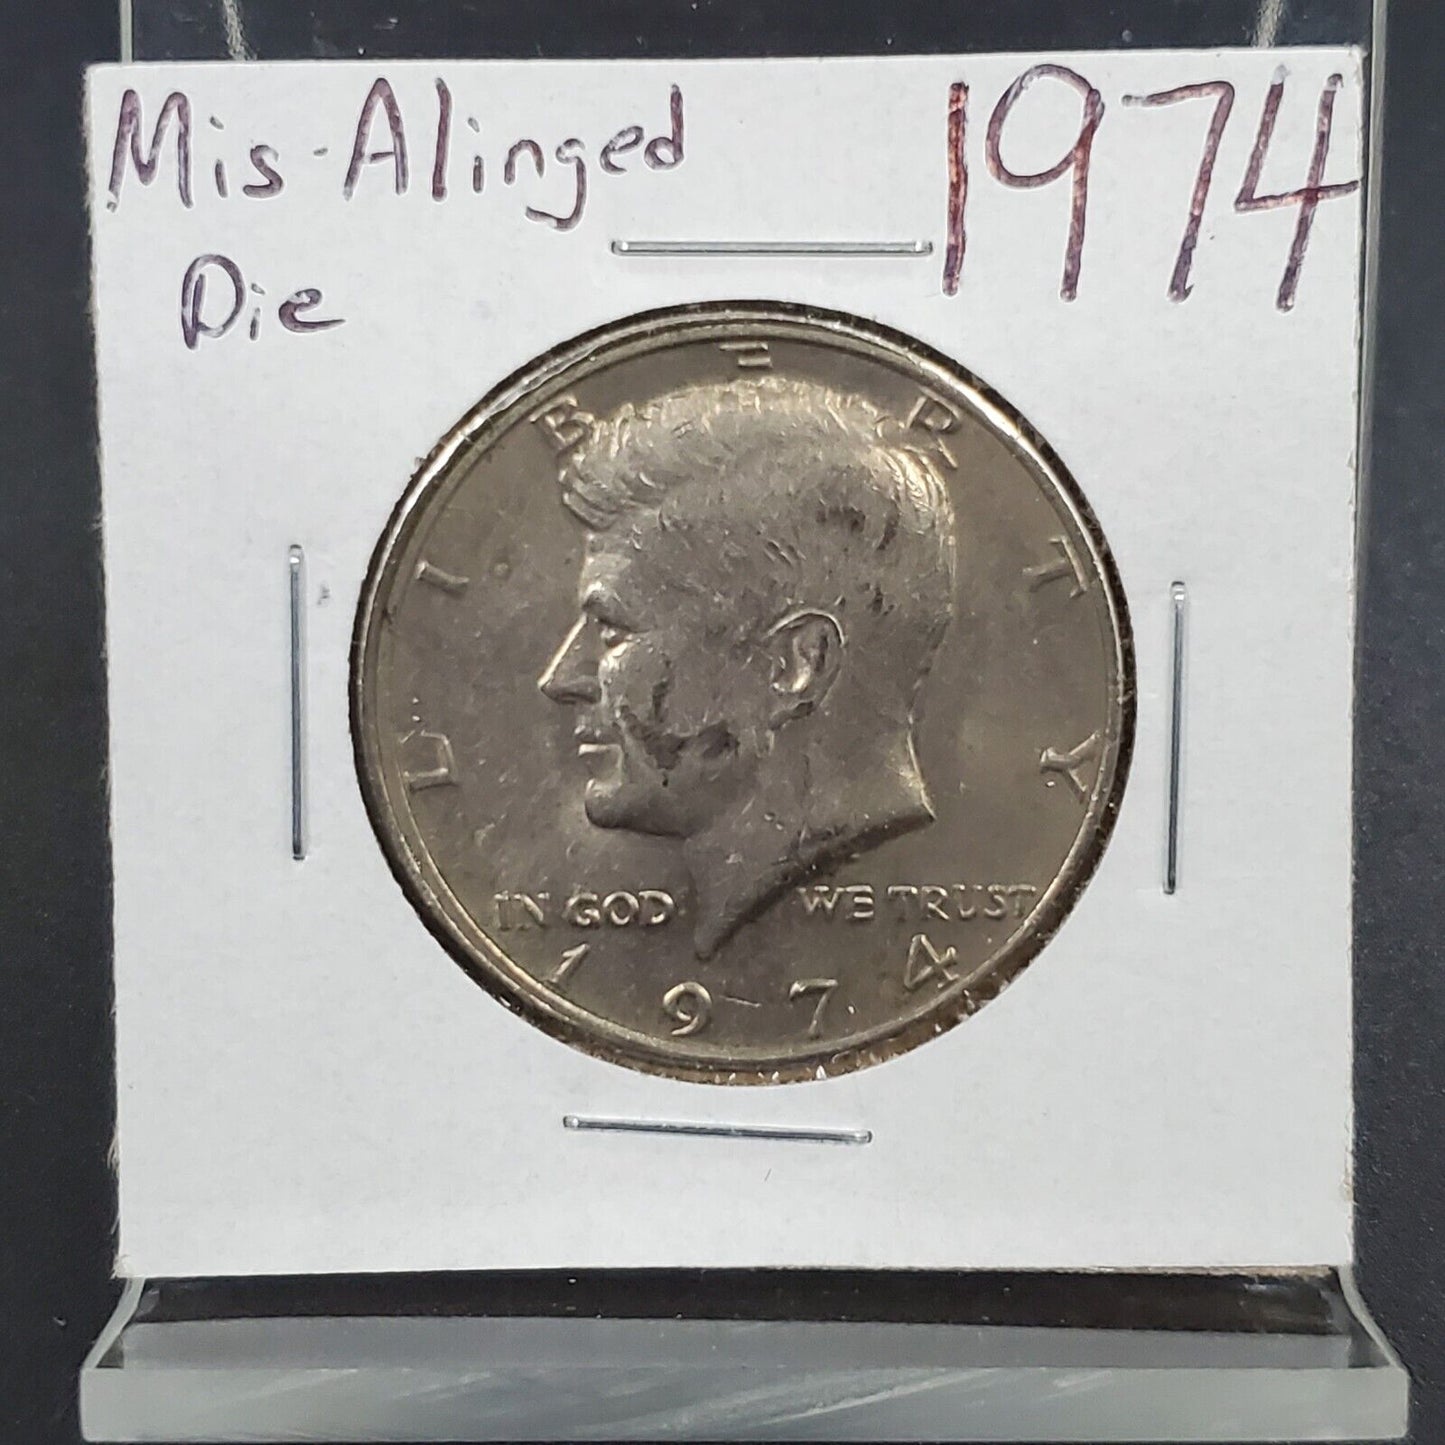 Mis-Alinged
Die
1974
LIBERTY
IN GOD WE TRUST
1974